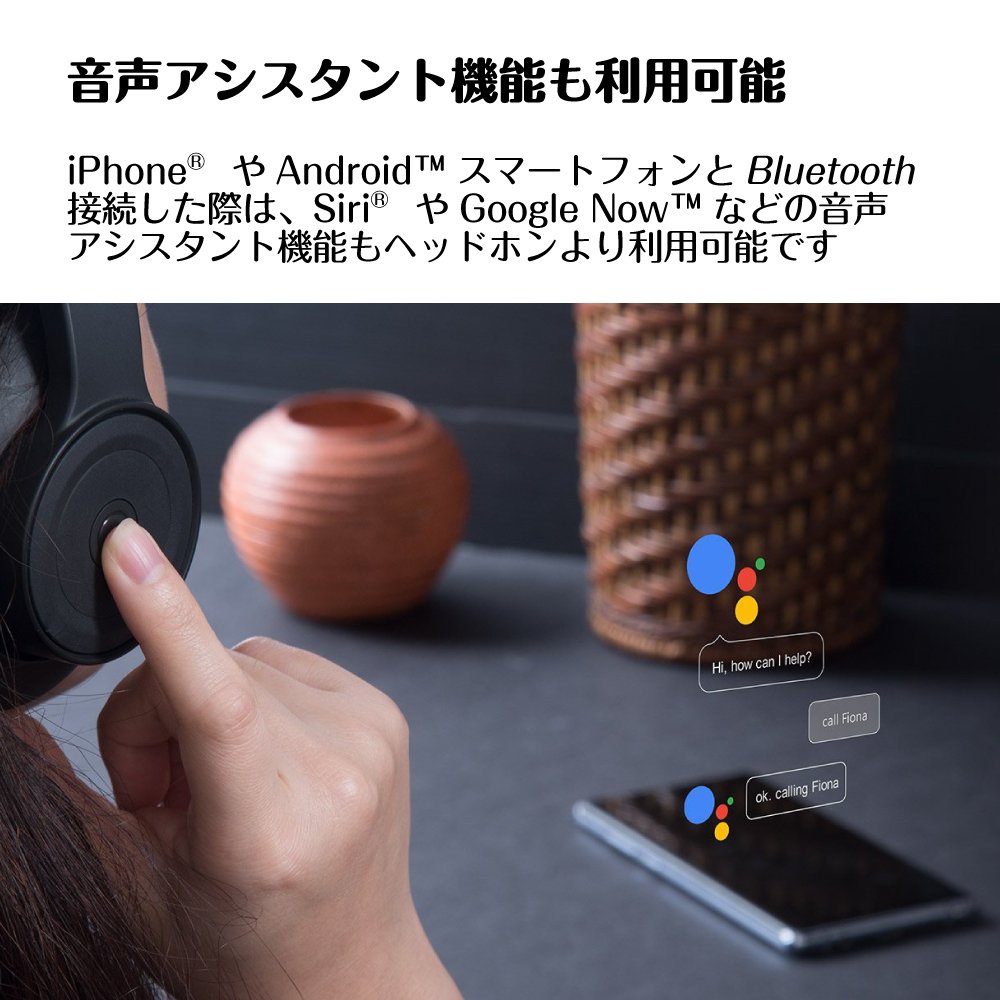 音声アシスタント機能も利用可能
iPhone® や Android™ スマートフォンと Bluetooth
接続した際は、Siri® や Google Now™ などの音声
アシスタント機能もヘッドホンより利用可能です
Hi, how can I help?
call Fiona
ok. calling Fiona